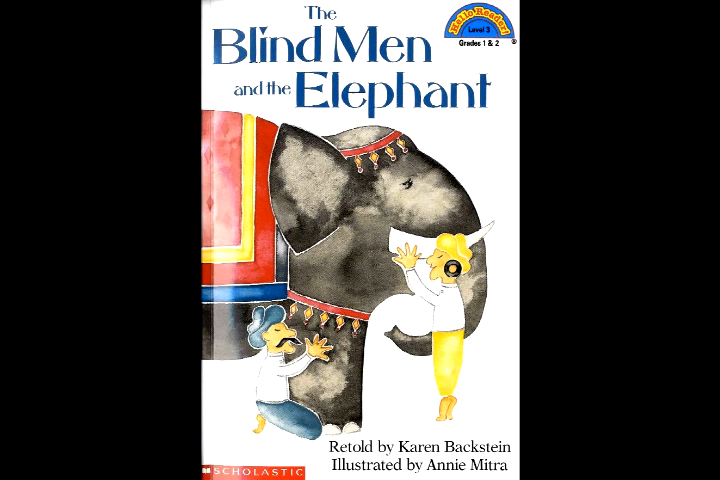 The
Blind Men
and the Elephant
Hello Reader!
Level 3
Grades 1 & 2
®
Retold by Karen Backstein
Illustrated by Annie Mitra
SCHOLASTIC